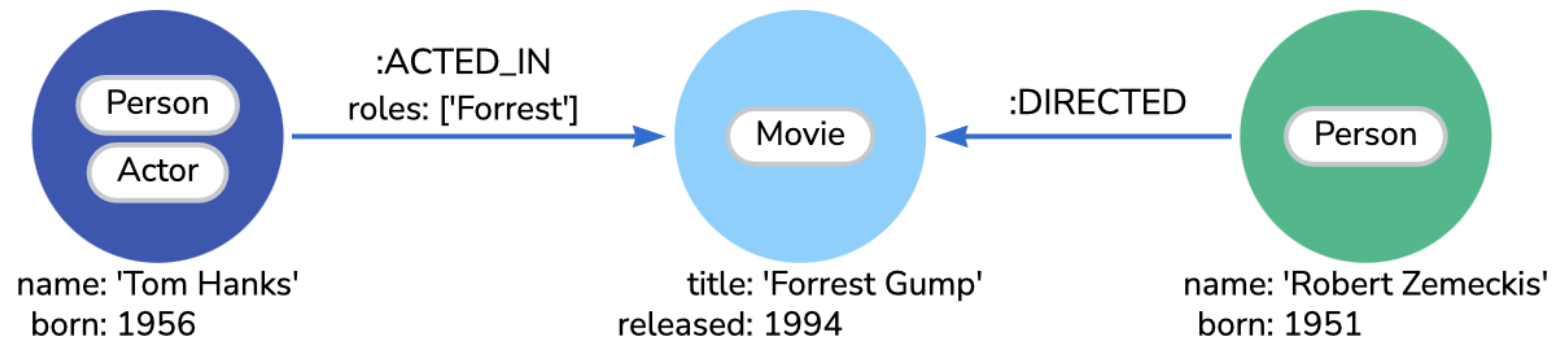 Person
Actor
name: 'Tom Hanks'
born: 1956
:ACTED_IN
roles: ['Forrest']
Movie
title: 'Forrest Gump'
released: 1994
:DIRECTED
Person
name: 'Robert Zemeckis'
born: 1951